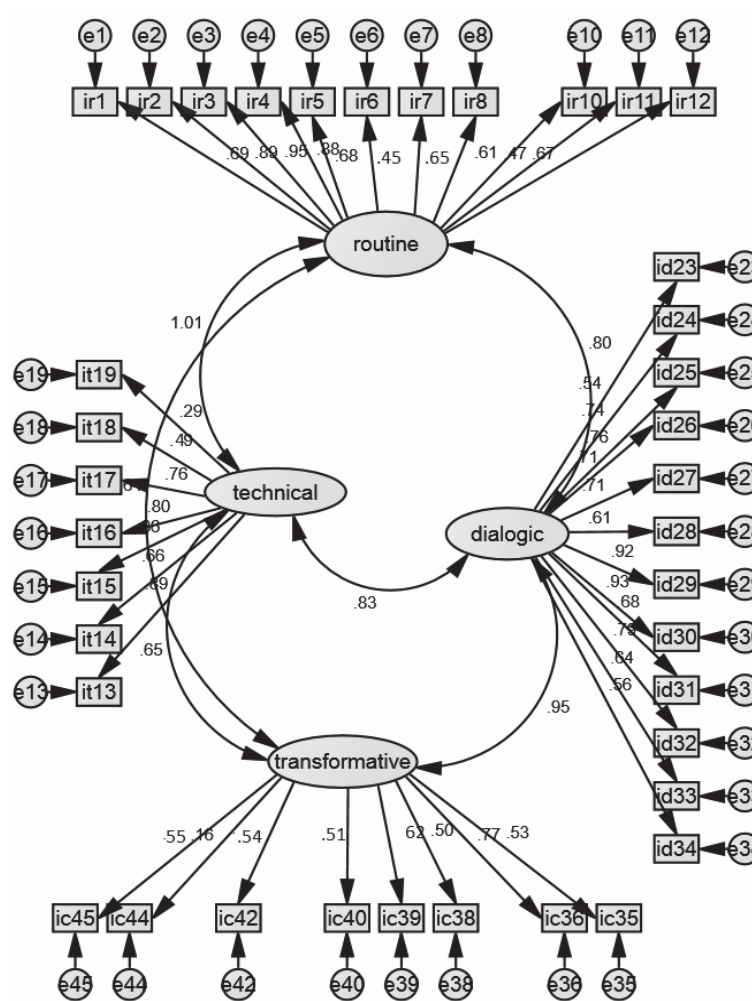 e1 e2 e3 e4 e5 e6 e7 e8 e10 e11 e12
ir1 ir2 ir3 ir4 ir5 ir6 ir7 ir8 ir10 ir11 ir12
.69 .89 .95 .88 .68 .45 .65 .61 .47 .67
routine
id23
id24
1.01 .80
e19 it19 id25
.54
.29 .74
e18 it18 id26
.49 .76
.71
e17 it17 .76 .71 id27
technical
.80 .61
e16 it16 dialogic id28
.66 .92
e15 it15 id29
.93 .68
.83
e14 it14 id30
.65 .64
e13 it13 .56 id31
.95
id32
transformative
id33
.16 .54 .51 .50 .77 .53
id34
ic45 ic44 ic42 ic40 ic39 ic38 ic36 ic35
e45 e44 e42 e40 e39 e38 e36 e35